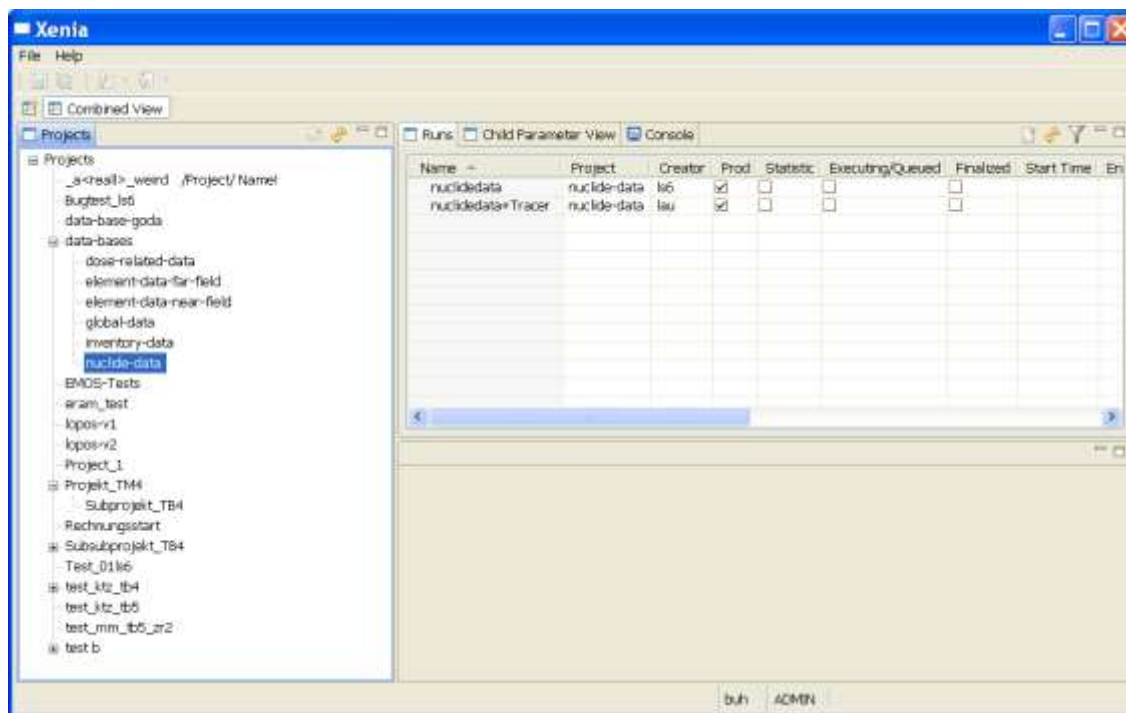 Xenia
File Help
Combined View
Projects
Runs Child Parameter View Console
Projects
_a<reall>_weird /Project/ Name!
Bugtest_ls6
data-base-goda
data-bases
dose-related-data
element-data-far-field
element-data-near-field
global-data
inventory-data
nuclide-data
EMOS-Tests
eram_test
lopos-v1
lopos-v2
Project_1
Projekt_TM4
Subprojekt_TB4
Rechnungsstart
Subsubprojekt_TB4
Test_01ls6
test_ktz_tb4
test_ktz_tb5
test_mm_tb5_zr2
test b
Name Project Creator Prod Statistic Executing/Queued Finalized Start Time En
nuclidedata nuclide-data ls6
nuclidedata+Tracer nuclide-data lau
buh ADMIN